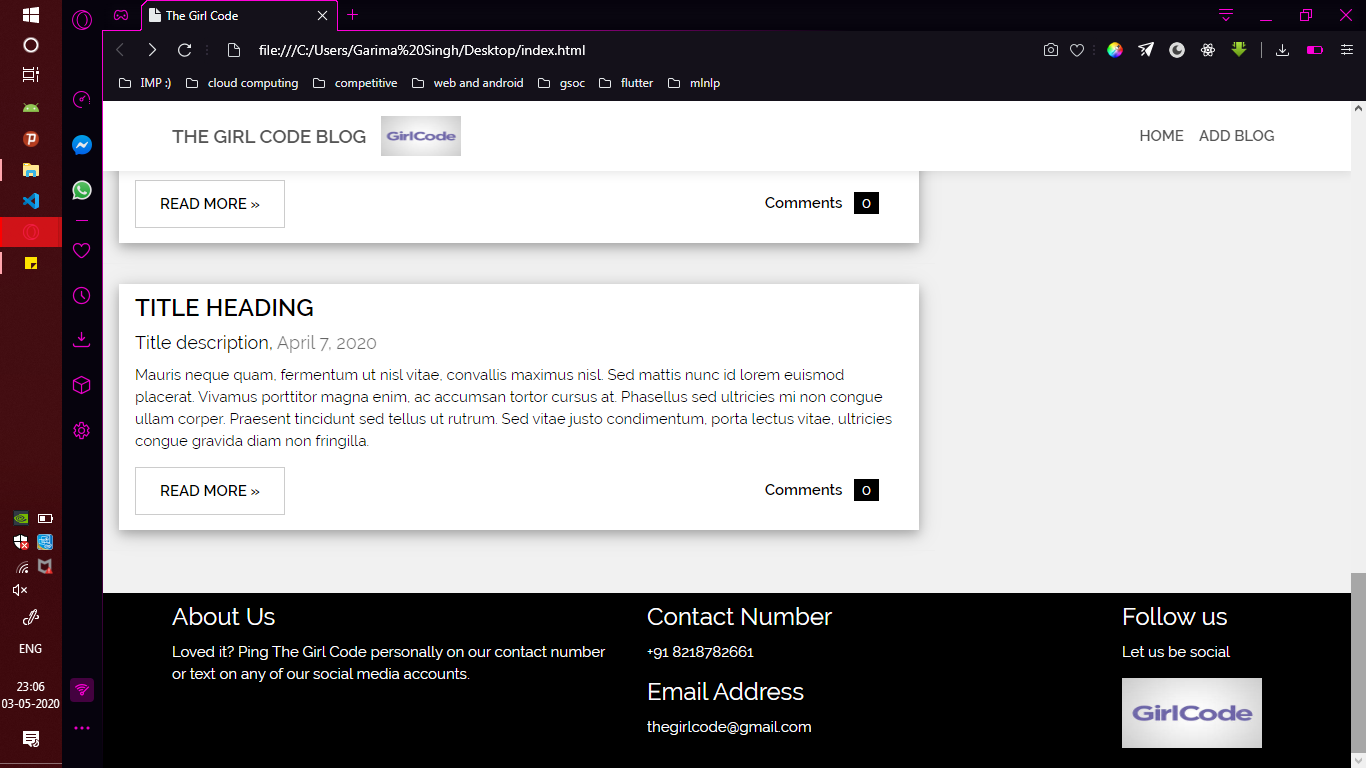 The Girl Code
file:///C:/Users/Garima%20Singh/Desktop/index.html
IMP :) cloud computing competitive web and android gsoc flutter mlnlp
THE GIRL CODE BLOG GirlCode HOME ADD BLOG
READ MORE » Comments 0
TITLE HEADING
Title description, April 7, 2020
Mauris neque quam, fermentum ut nisl vitae, convallis maximus nisl. Sed mattis nunc id lorem euismod
placerat. Vivamus porttitor magna enim, ac accumsan tortor cursus at. Phasellus sed ultricies mi non congue
ullam corper. Praesent tincidunt sed tellus ut rutrum. Sed vitae justo condimentum, porta lectus vitae, ultricies
congue gravida diam non fringilla.
READ MORE » Comments 0
About Us
Loved it? Ping The Girl Code personally on our contact number
or text on any of our social media accounts.
Contact Number
+91 8218782661
Email Address
thegirlcode@gmail.com
Follow us
Let us be social
GirlCode
ENG
23:06
03-05-2020